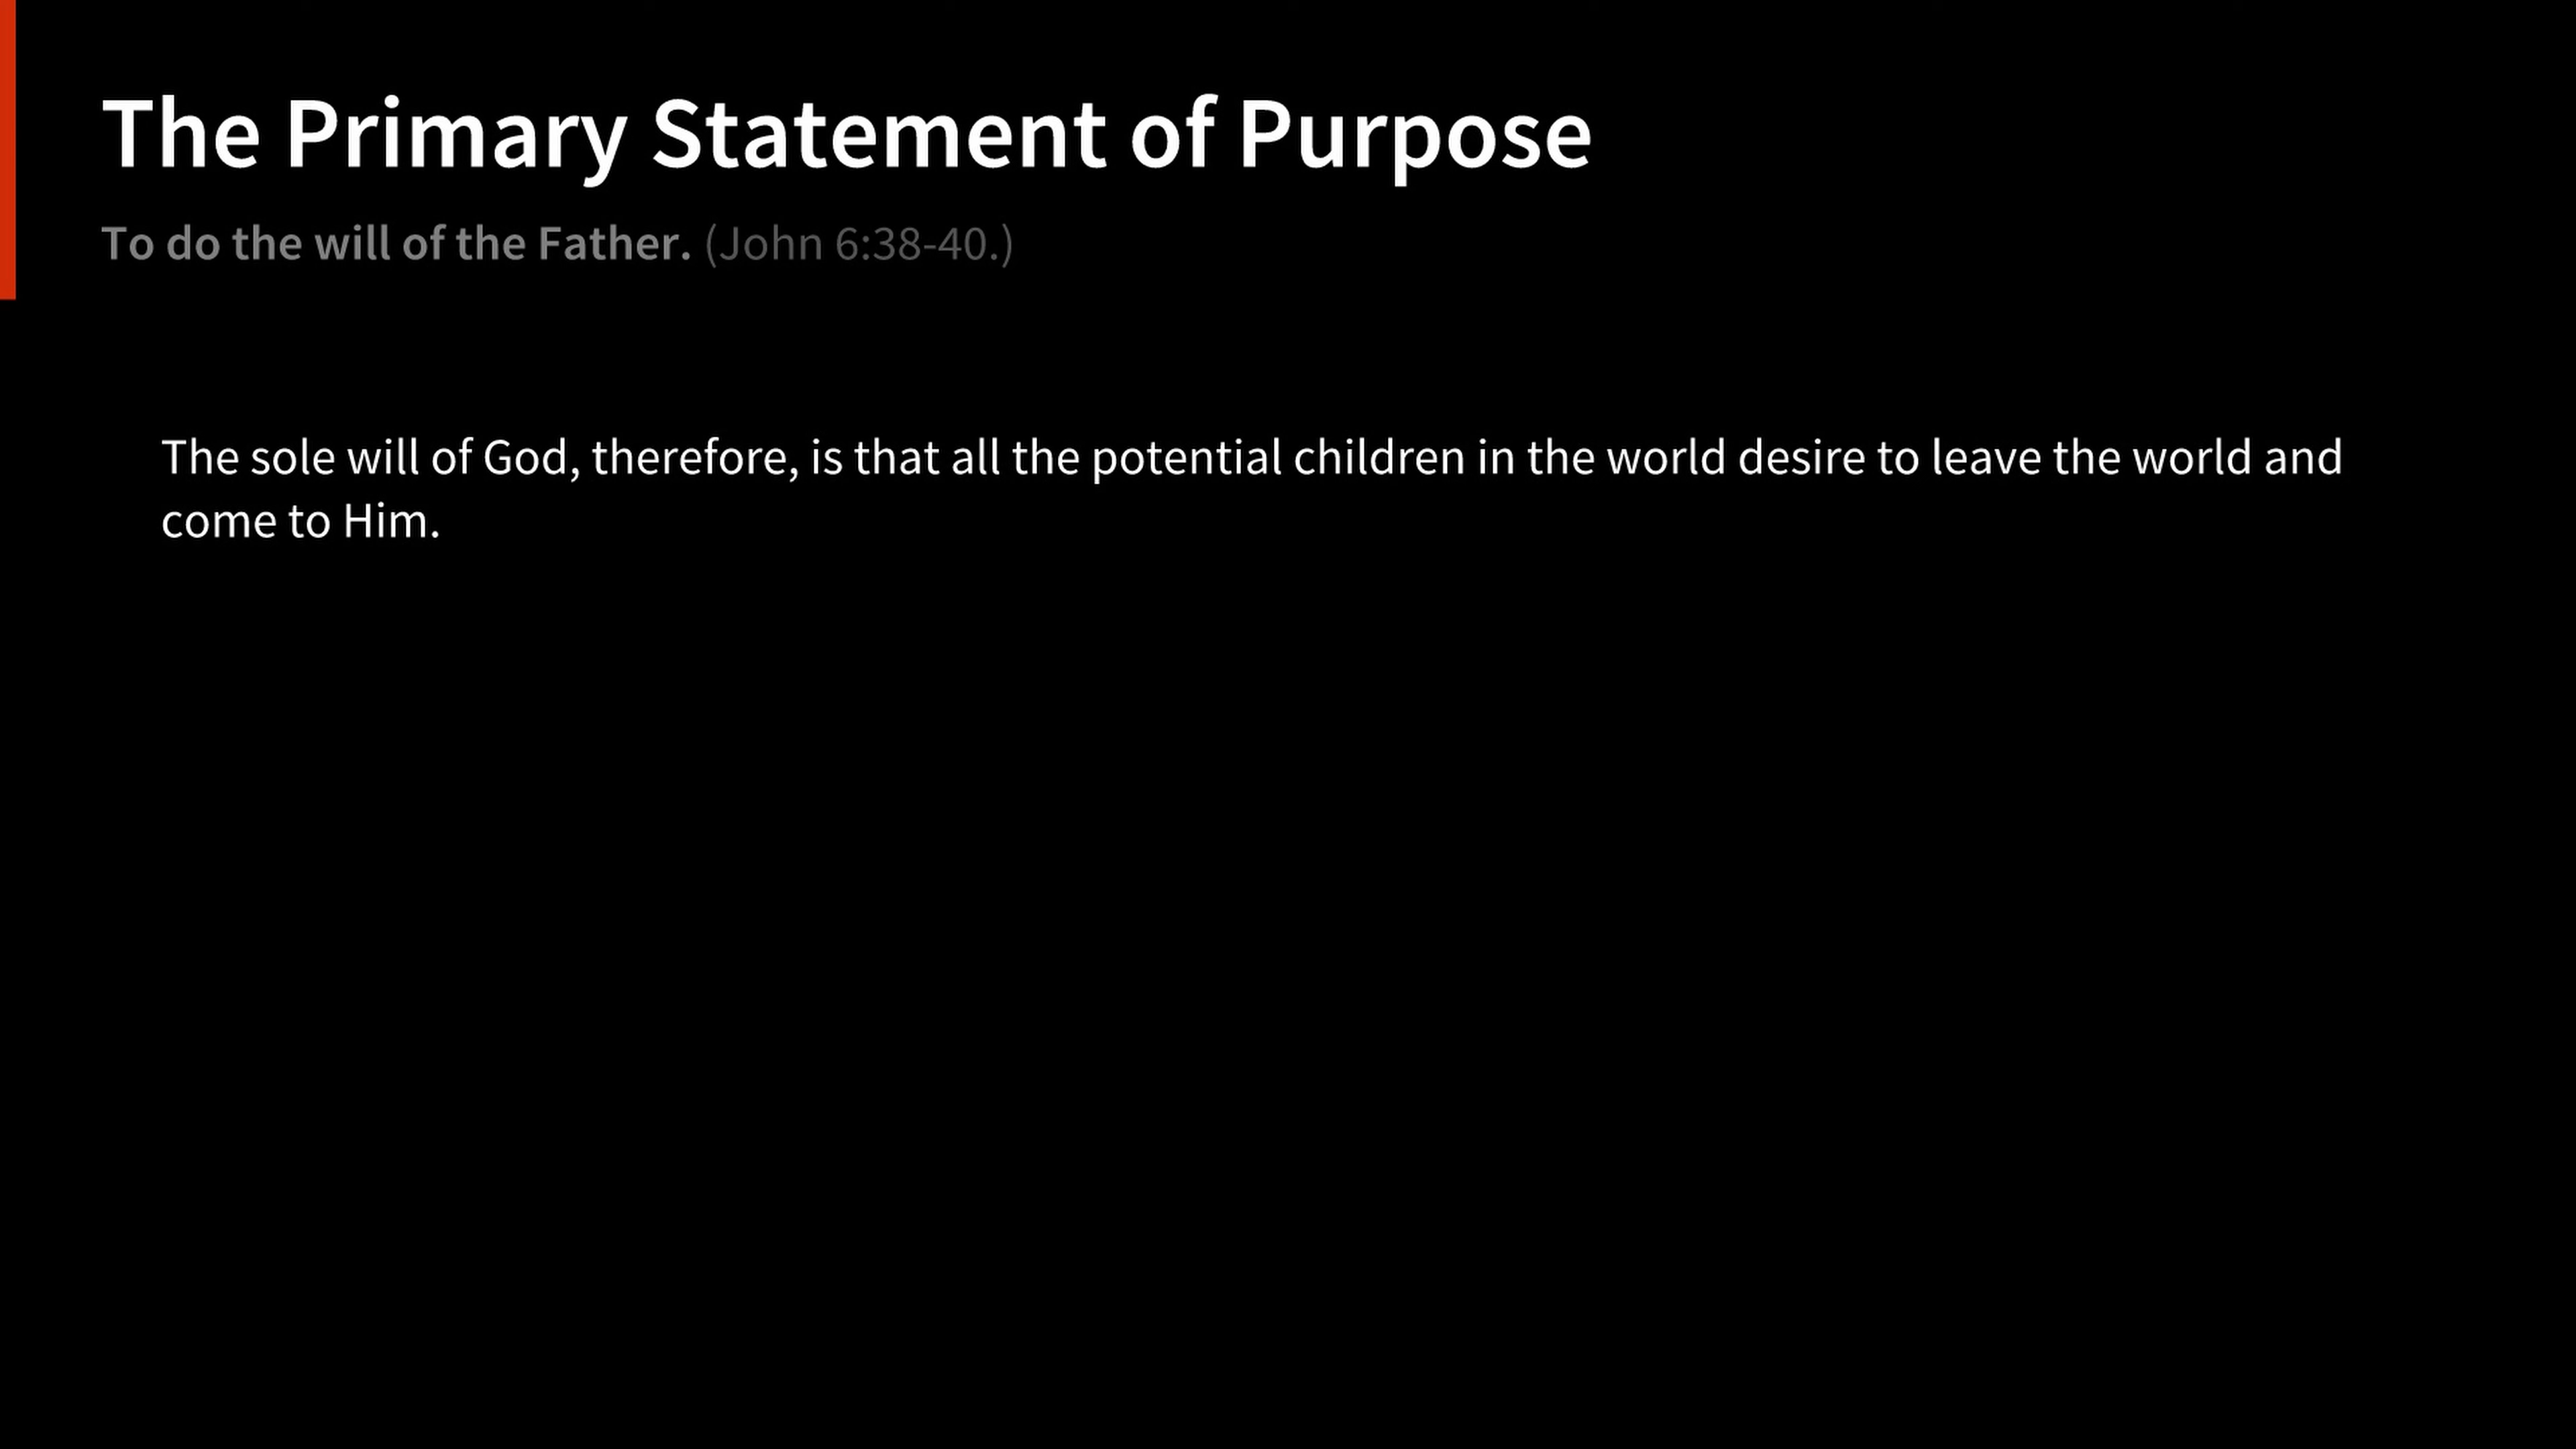 The Primary Statement of Purpose
To do the will of the Father. (John 6:38-40.)
The sole will of God, therefore, is that all the potential children in the world desire to leave the world and
come to Him.